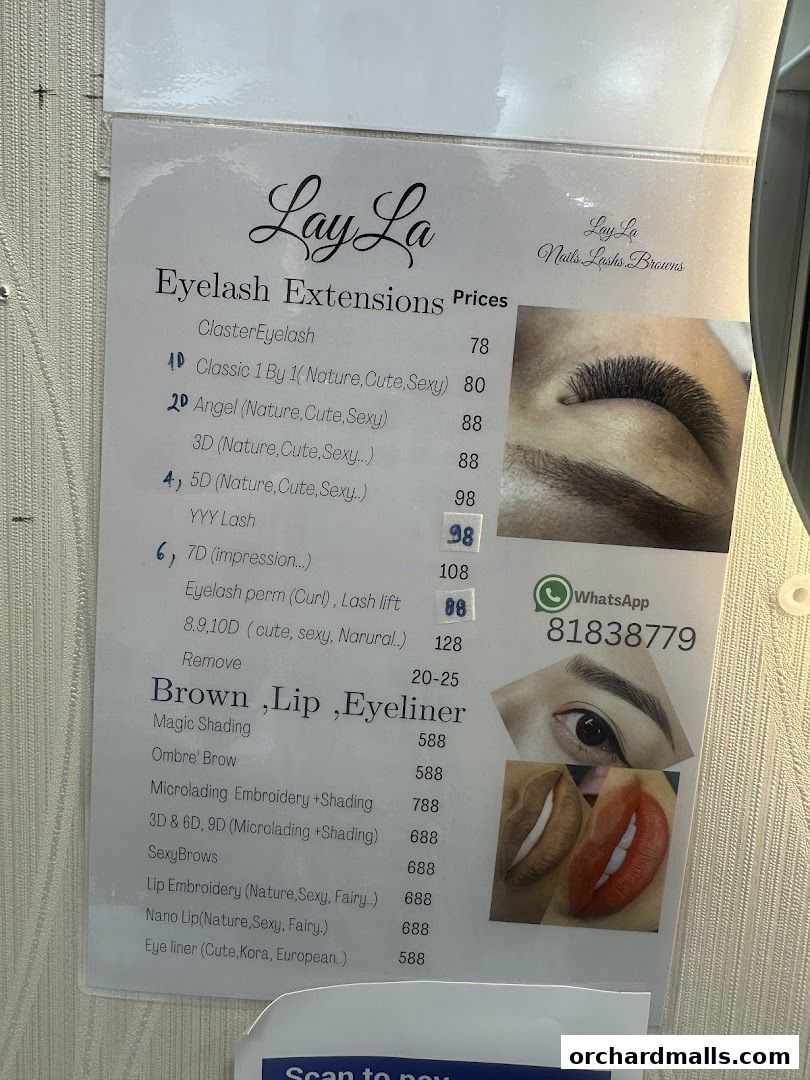 LayLa
LayLa
Nails.Lashs.Browns
Eyelash Extensions Prices
ClasterEyelash 78
1D Classic 1 By 1( Nature,Cute,Sexy) 80
2D Angel (Nature,Cute,Sexy) 88
3D (Nature,Cute,Sexy...) 88
4, 5D (Nature,Cute,Sexy..) 98
YYY Lash 98
6, 7D (impression...) 108
Eyelash perm (Curl) , Lash lift 88
8.9,10D ( cute, sexy, Narural..) 128
Remove 20-25
WhatsApp
81838779
Brown ,Lip ,Eyeliner
Magic Shading 588
Ombre' Brow 588
Microlading Embroidery +Shading 788
3D & 6D, 9D (Microlading +Shading) 688
SexyBrows 688
Lip Embroidery (Nature,Sexy, Fairy..) 688
Nano Lip(Nature,Sexy, Fairy.) 688
Eye liner (Cute,Kora, European..) 588
Scan to pay
orchardmalls.com